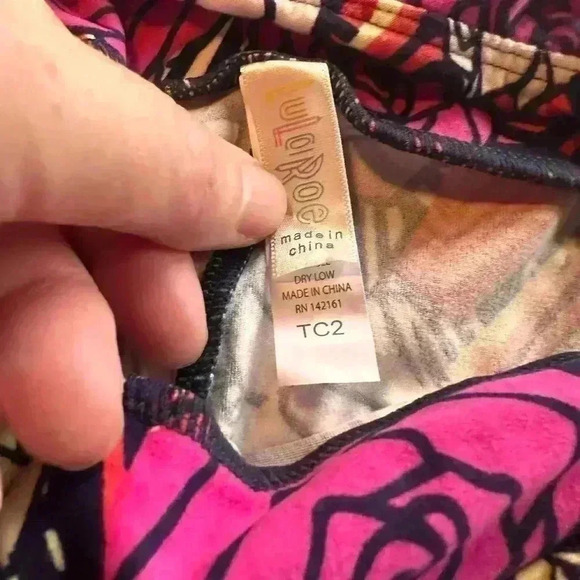 LuLaRoe
made in
china
DRY LOW
MADE IN CHINA
RN 142161
TC2